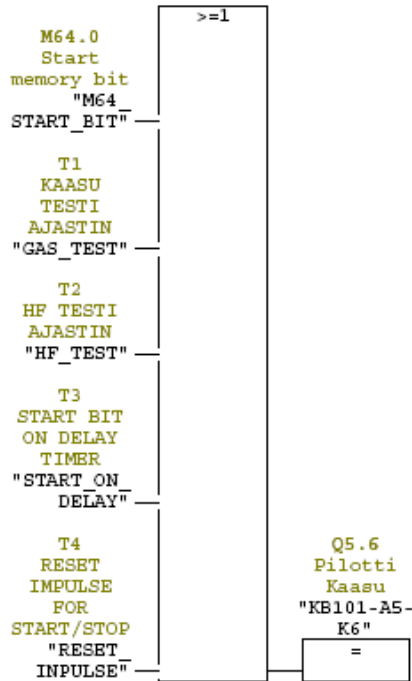 >=1
M64.0
Start
memory bit
"M64_
START_BIT"
T1
KAASU
TESTI
AJASTIN
"GAS_TEST"
T2
HF TESTI
AJASTIN
"HF_TEST"
T3
START BIT
ON DELAY
TIMER
"START_ON_
DELAY"
T4
RESET
IMPULSE
FOR
START/STOP
"RESET_
INPULSE"
Q5.6
Pilotti
Kaasu
"KB101-A5-
K6"
=